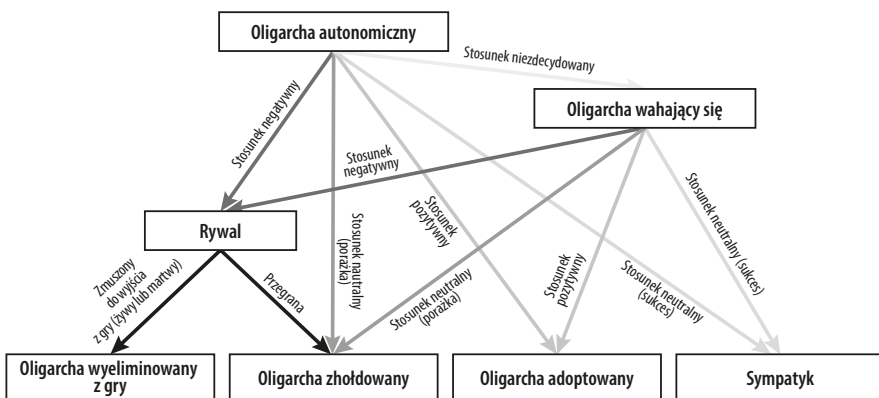 Oligarcha autonomiczny
Stosunek niezdecydowany
Oligarcha wahający się
Stosunek negatywny
Stosunek
negatywny
Rywal
Zmuszony
do wyjścia
z gry (żywy lub martwy)
Przegrana
Stosunek nautralny
(porażka)
Stosunek
pozytywny
Stosunek neutralny
(porażka)
Stosunek
pozytywny
Stosunek neutralny
(sukces)
Stosunek neutralny (sukces)
Oligarcha wyeliminowany
z gry
Oligarcha zhołdowany
Oligarcha adoptowany
Sympatyk